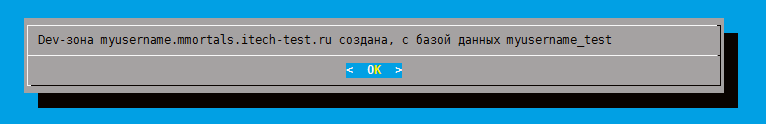 Dev-зона myusername.mmortals.itech-test.ru создана, с базой данных myusername_test
< OK >